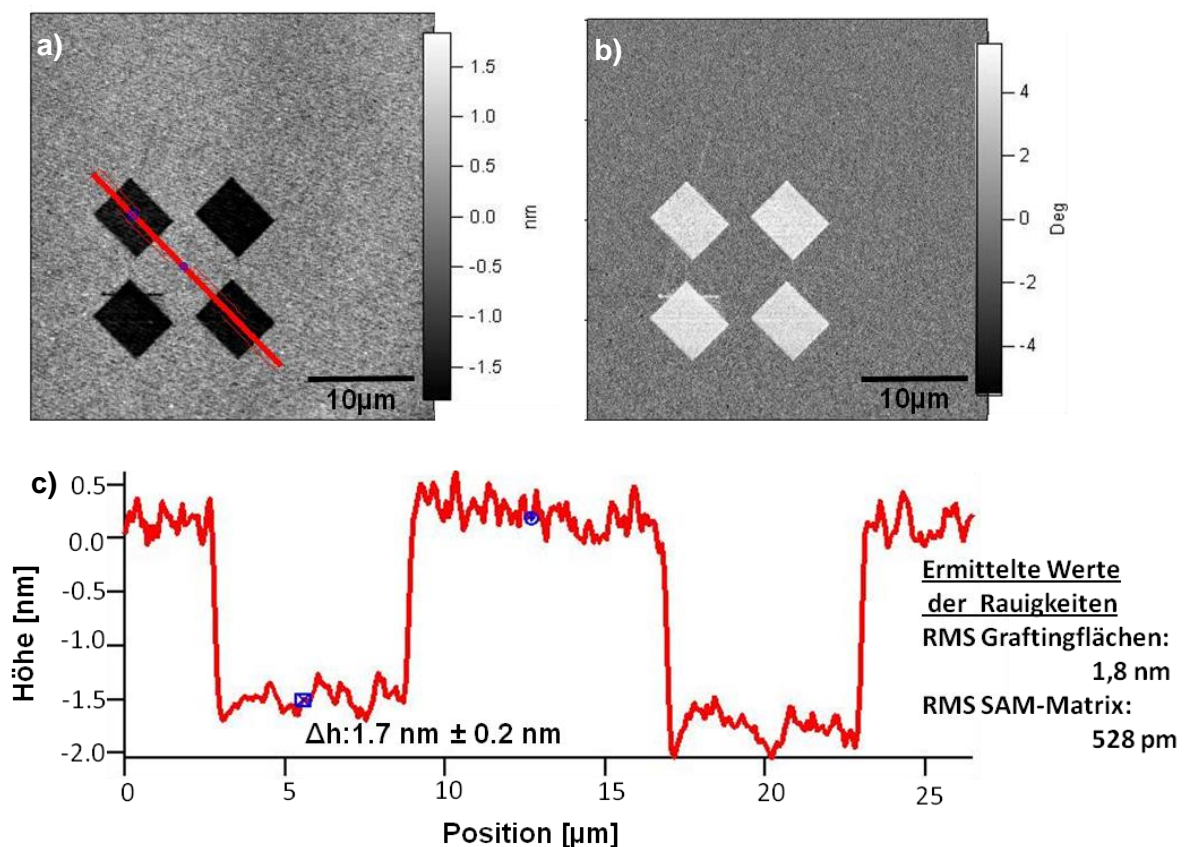 a)
1.5
1.0
0.5
0.0
-0.5
-1.0
-1.5
nm
10µm
b)
4
2
0
-2
-4
Deg
10µm
c)
0.5
0.0
-0.5
-1.0
-1.5
-2.0
Höhe [nm]
Δh:1.7 nm ± 0.2 nm
0 5 10 15 20 25
Position [µm]
Ermittelte Werte
der Rauigkeiten
RMS Graftingflächen:
1,8 nm
RMS SAM-Matrix:
528 pm